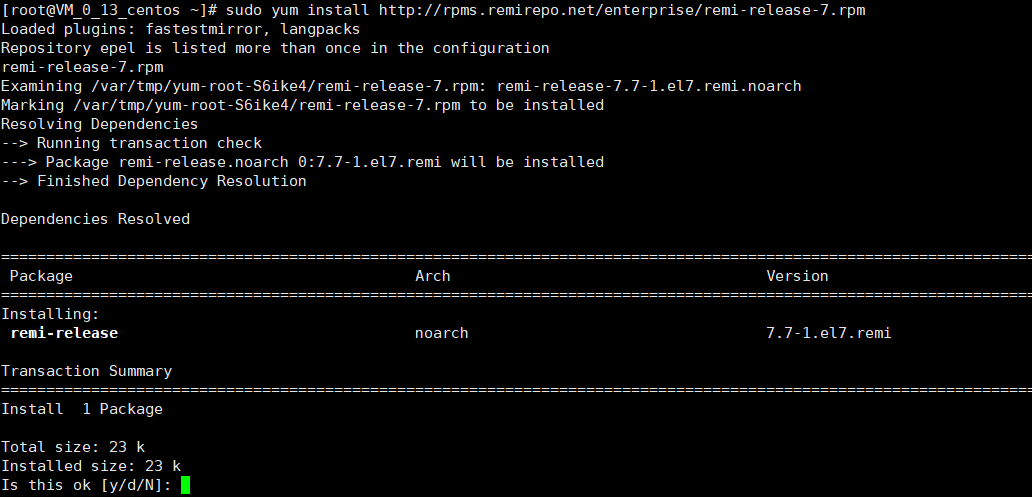 [root@VM_0_13_centos ~]# sudo yum install http://rpms.remirepo.net/enterprise/remi-release-7.rpm
Loaded plugins: fastestmirror, langpacks
Repository epel is listed more than once in the configuration
remi-release-7.rpm
Examining /var/tmp/yum-root-S6ike4/remi-release-7.rpm: remi-release-7.7-1.el7.remi.noarch
Marking /var/tmp/yum-root-S6ike4/remi-release-7.rpm to be installed
Resolving Dependencies
--> Running transaction check
---> Package remi-release.noarch 0:7.7-1.el7.remi will be installed
--> Finished Dependency Resolution
Dependencies Resolved
================================================================================================================
Package Arch Version
================================================================================================================
Installing:
remi-release noarch 7.7-1.el7.remi
Transaction Summary
================================================================================================================
Install  1 Package
Total size: 23 k
Installed size: 23 k
Is this ok [y/d/N]: